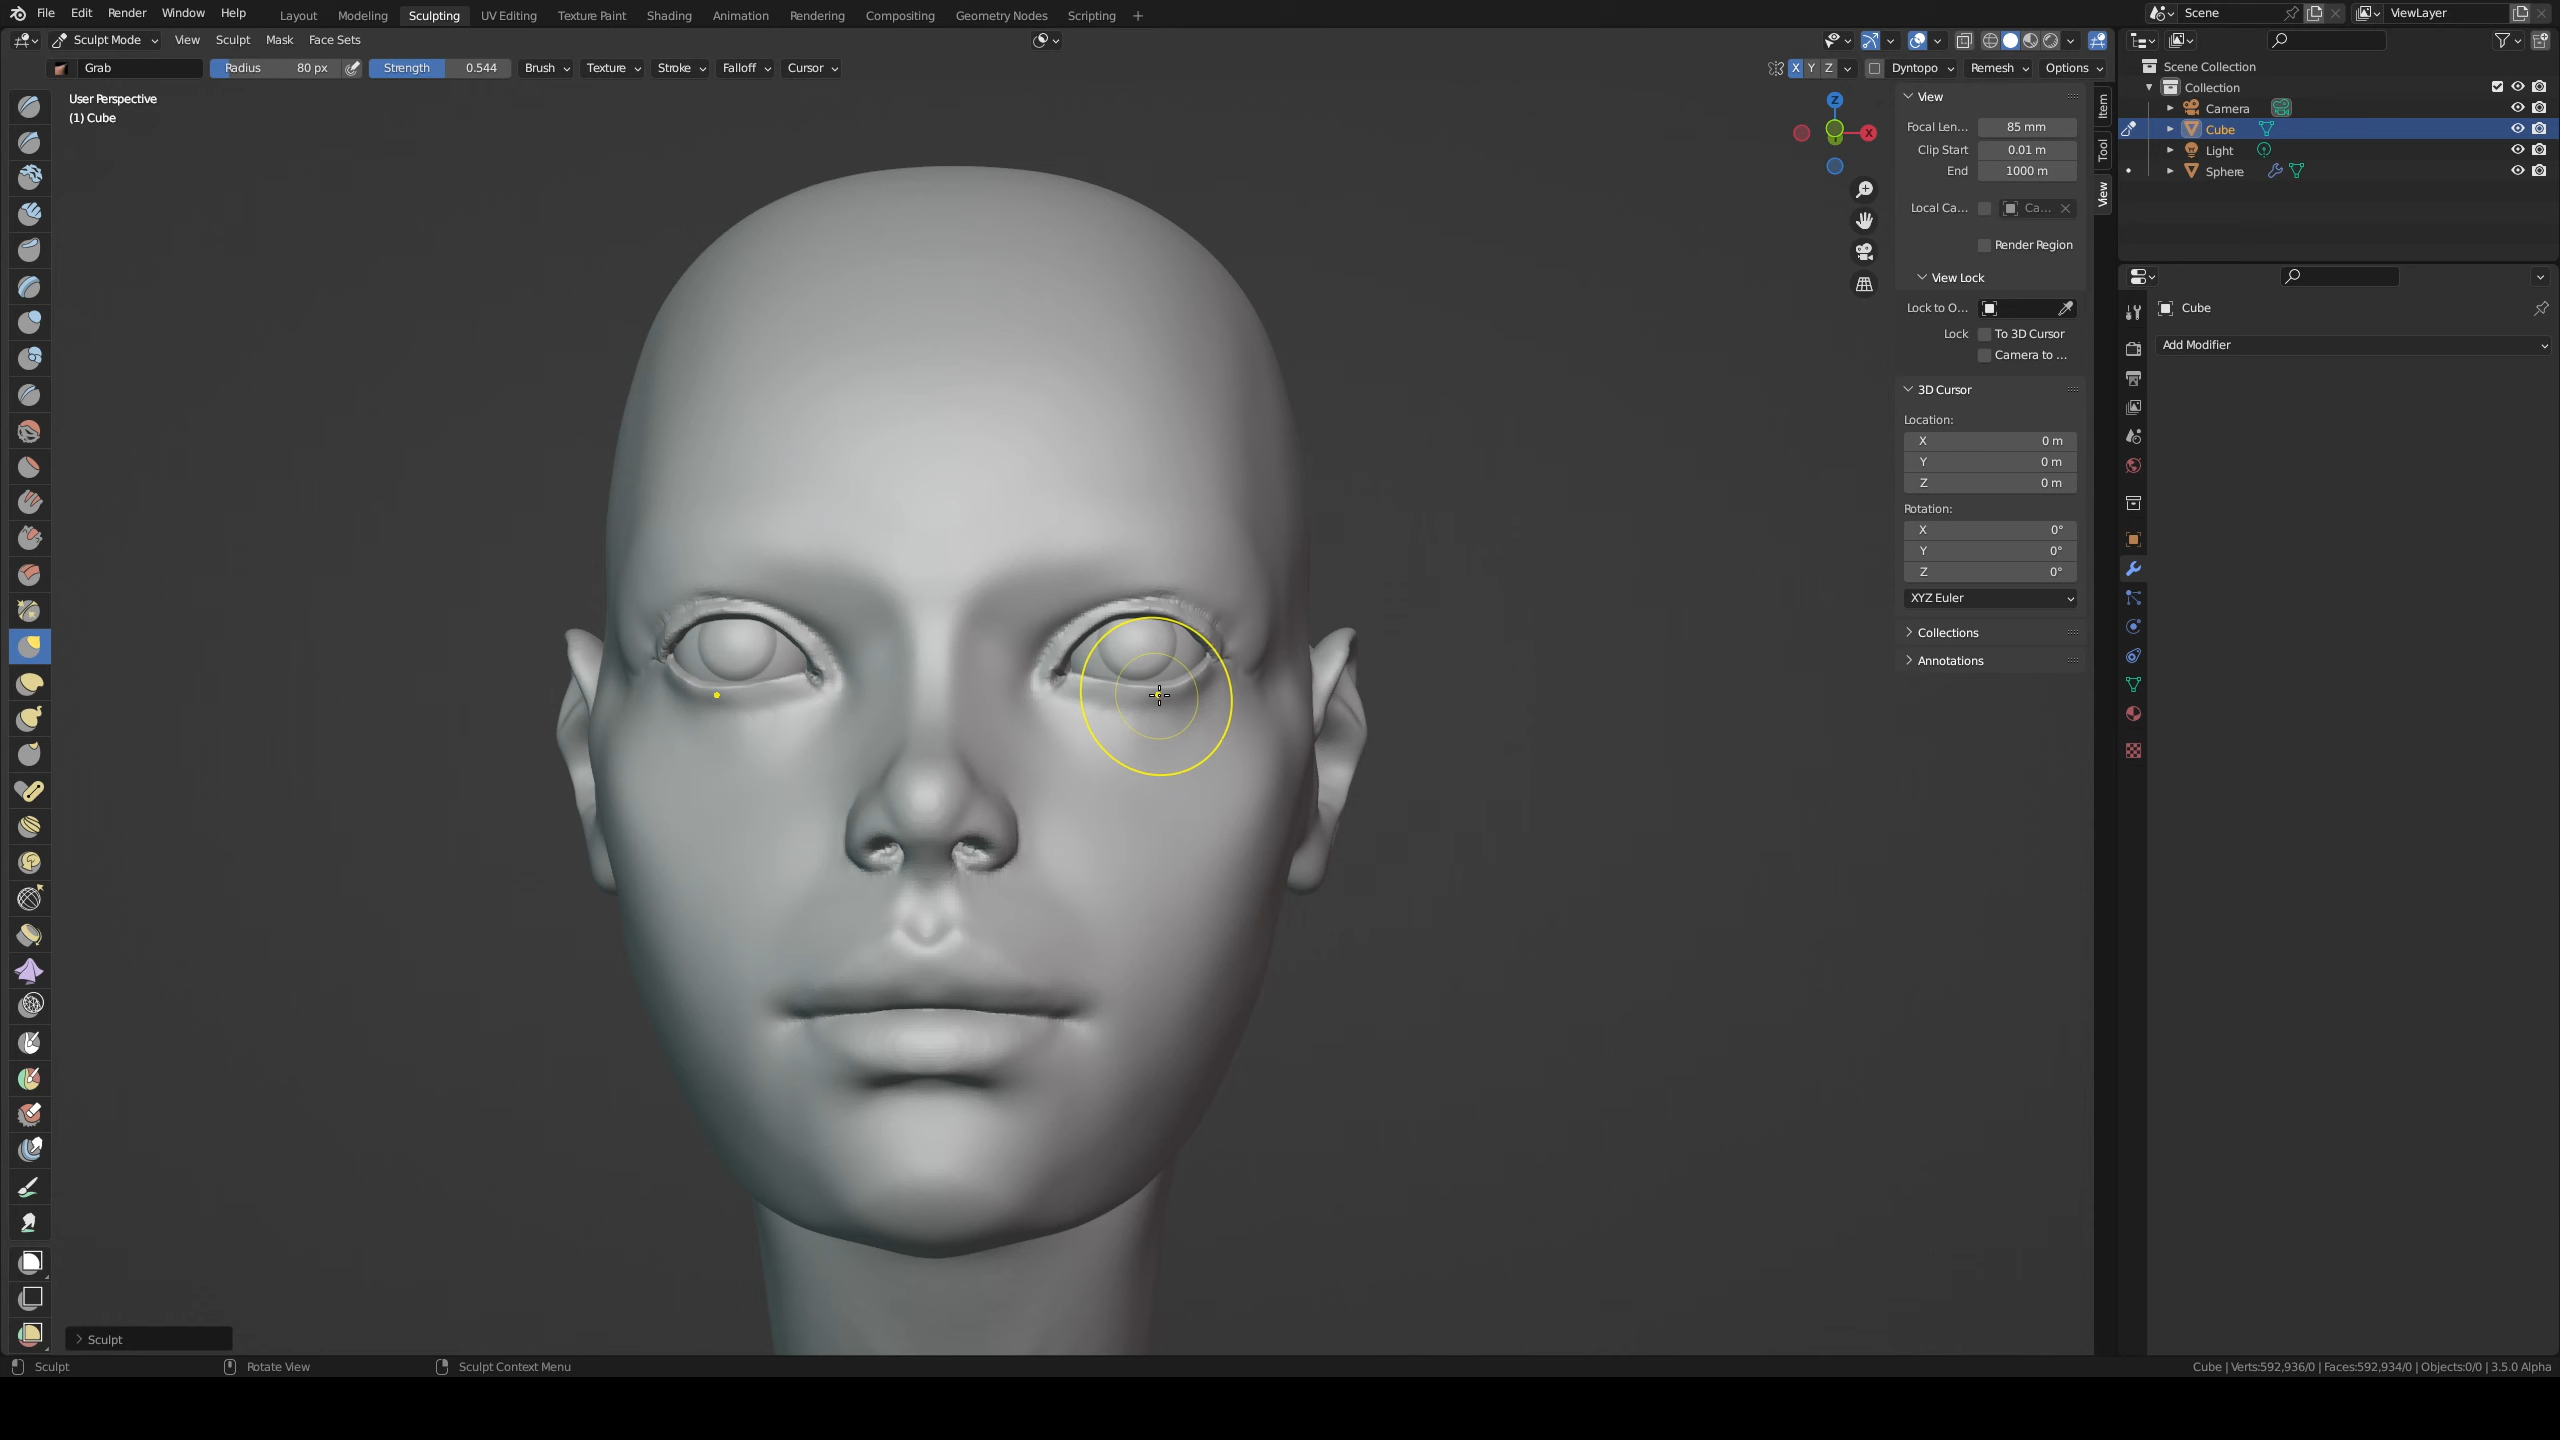 File Edit Render Window Help Layout Modeling Sculpting UV Editing Texture Paint Shading Animation Rendering Compositing Geometry Nodes Scripting + Scene ViewLayer
Sculpt Mode View Sculpt Mask Face Sets
Grab Radius 80 px Strength 0.544 Brush Texture Stroke Falloff Cursor X Y Z Dyntopo Remesh Options
User Perspective
(1) Cube
Z
X
View
Focal Len... 85 mm
Clip Start 0.01 m
End 1000 m
Local Ca... Ca...
Render Region
View Lock
Lock to O...
Lock To 3D Cursor
Camera to ...
3D Cursor
Location:
X 0 m
Y 0 m
Z 0 m
Rotation:
X 0°
Y 0°
Z 0°
XYZ Euler
Collections
Annotations
Item
Tool
View
Scene Collection
Collection
Camera
Cube
Light
Sphere
Cube
Add Modifier
Sculpt
Sculpt Rotate View Sculpt Context Menu Cube | Verts:592,936/0 | Faces:592,934/0 | Objects:0/0 | 3.5.0 Alpha